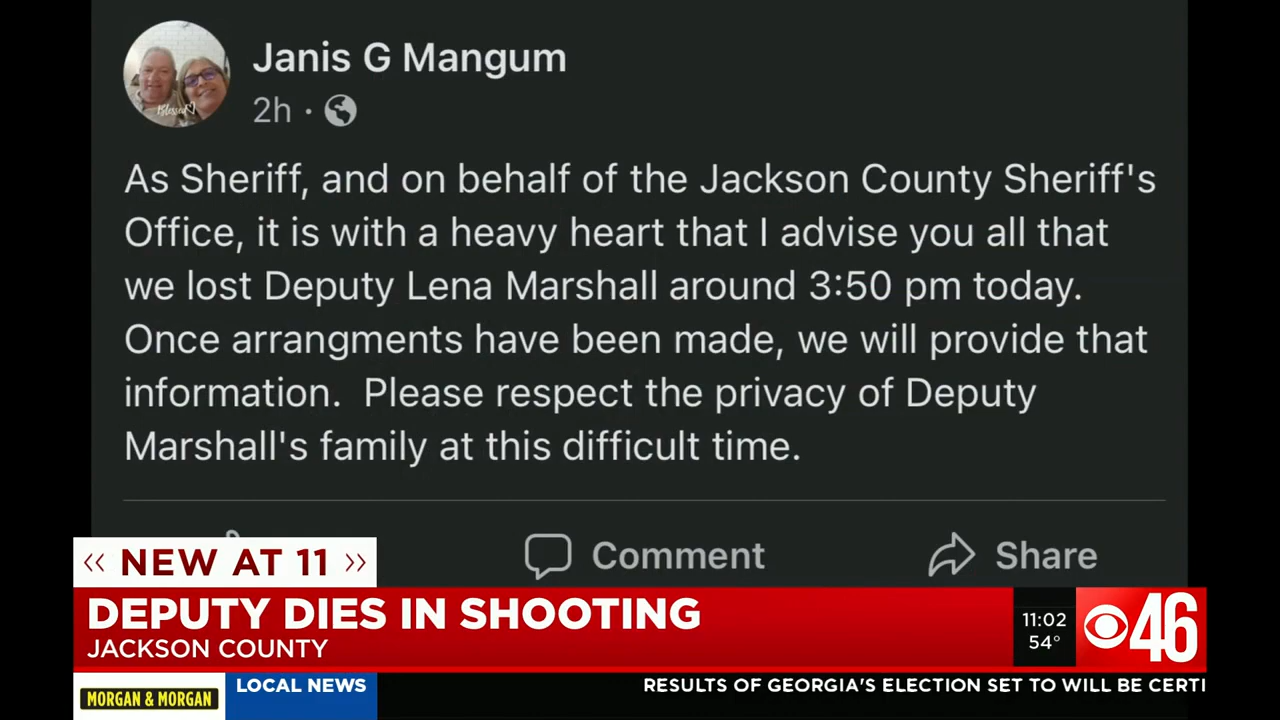 Janis G Mangum
2h ·
As Sheriff, and on behalf of the Jackson County Sheriff's
Office, it is with a heavy heart that I advise you all that
we lost Deputy Lena Marshall around 3:50 pm today.
Once arrangments have been made, we will provide that
information.  Please respect the privacy of Deputy
Marshall's family at this difficult time.
Comment
Share
« NEW AT 11 »
DEPUTY DIES IN SHOOTING
JACKSON COUNTY
11:02
54°
46
MORGAN & MORGAN
LOCAL NEWS
RESULTS OF GEORGIA'S ELECTION SET TO WILL BE CERTI